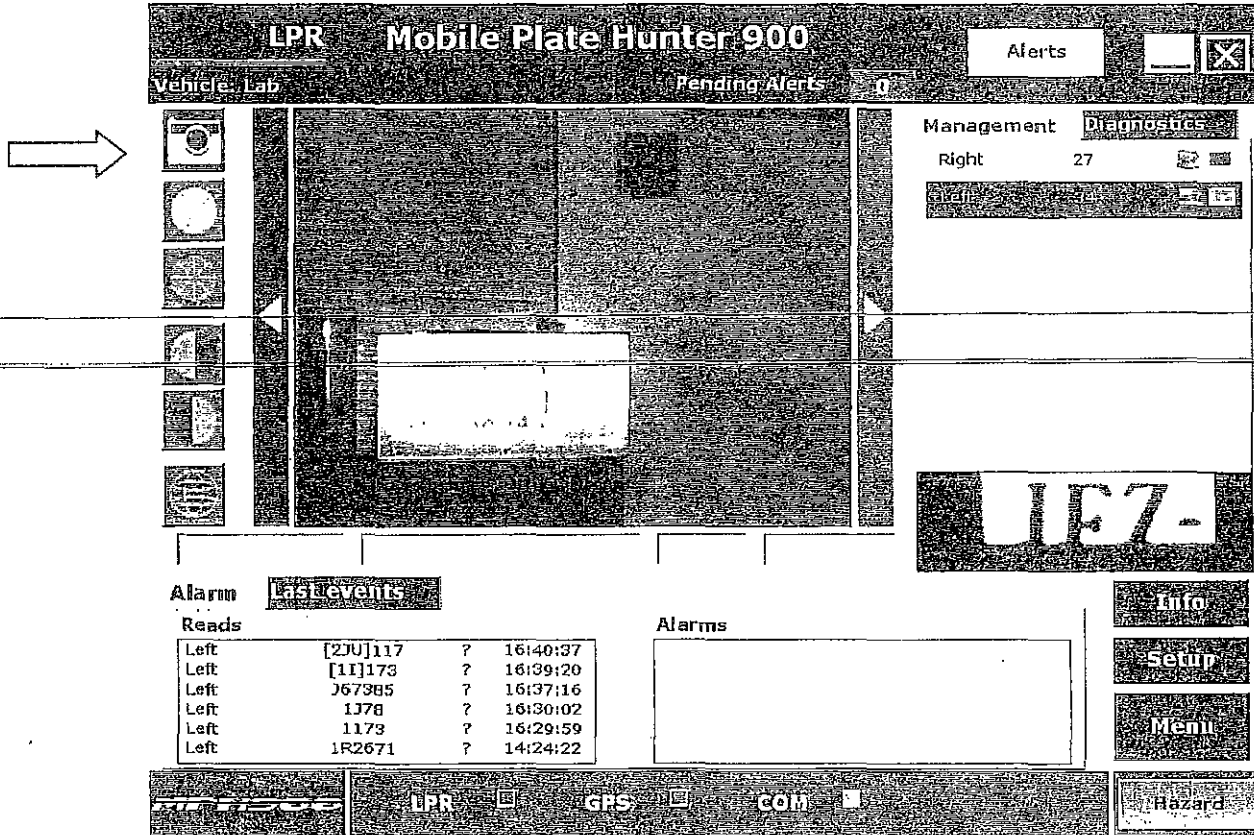 LPR Mobile Plate Hunter 900 Alerts
Vehicle: Lab Pending Alerts 0
Management Diagnostics
Right 27
Left
IFZ-
Alarm Last events
Info
Reads Alarms
Left [2JU]117 ? 16:40:37
Left [1I]173 ? 16:39:20
Setup
Left J67385 ? 16:37:16
Left 1J78 ? 16:30:02
Left 1173 ? 16:29:59
Menu
Left 1R2671 ? 14:24:22
LPR GPS COM Hazard